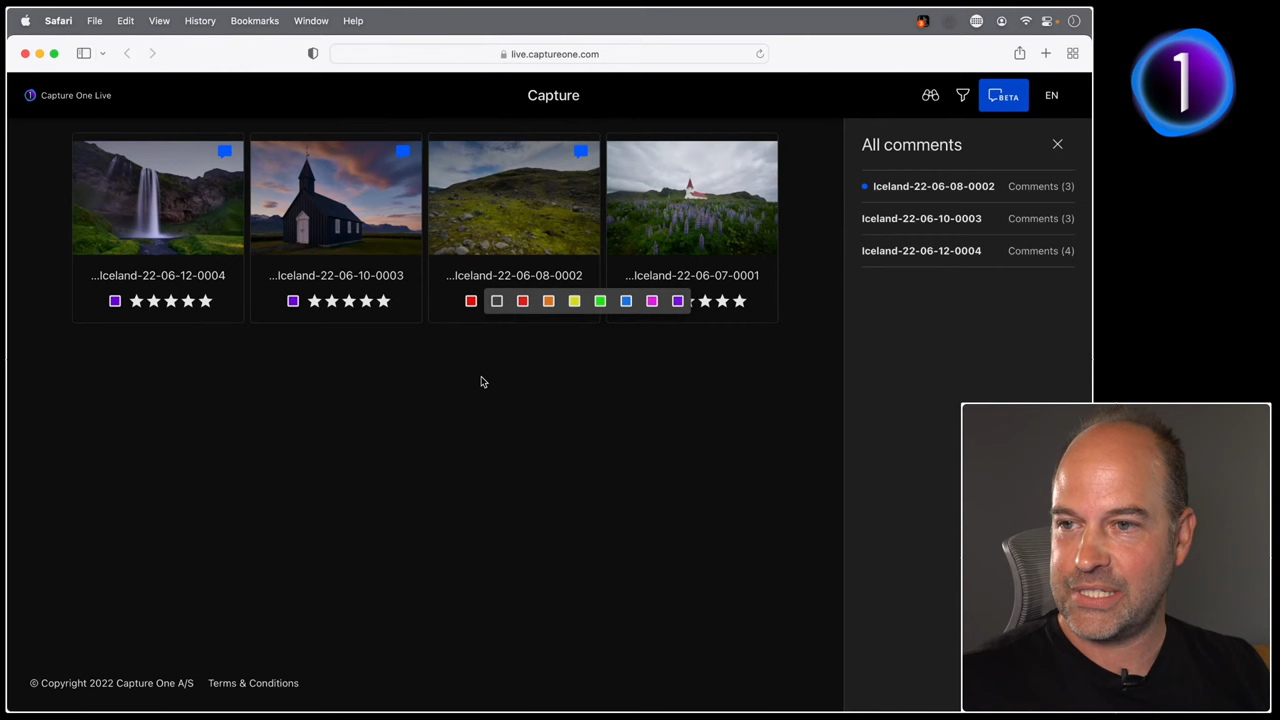 Safari File Edit View History Bookmarks Window Help
live.captureone.com
1 Capture One Live
Capture
BETA
EN
All comments
Iceland-22-06-08-0002 Comments (3)
Iceland-22-06-10-0003 Comments (3)
Iceland-22-06-12-0004 Comments (4)
...Iceland-22-06-12-0004
...Iceland-22-06-10-0003
...Iceland-22-06-08-0002
...Iceland-22-06-07-0001
© Copyright 2022 Capture One A/S Terms & Conditions
1